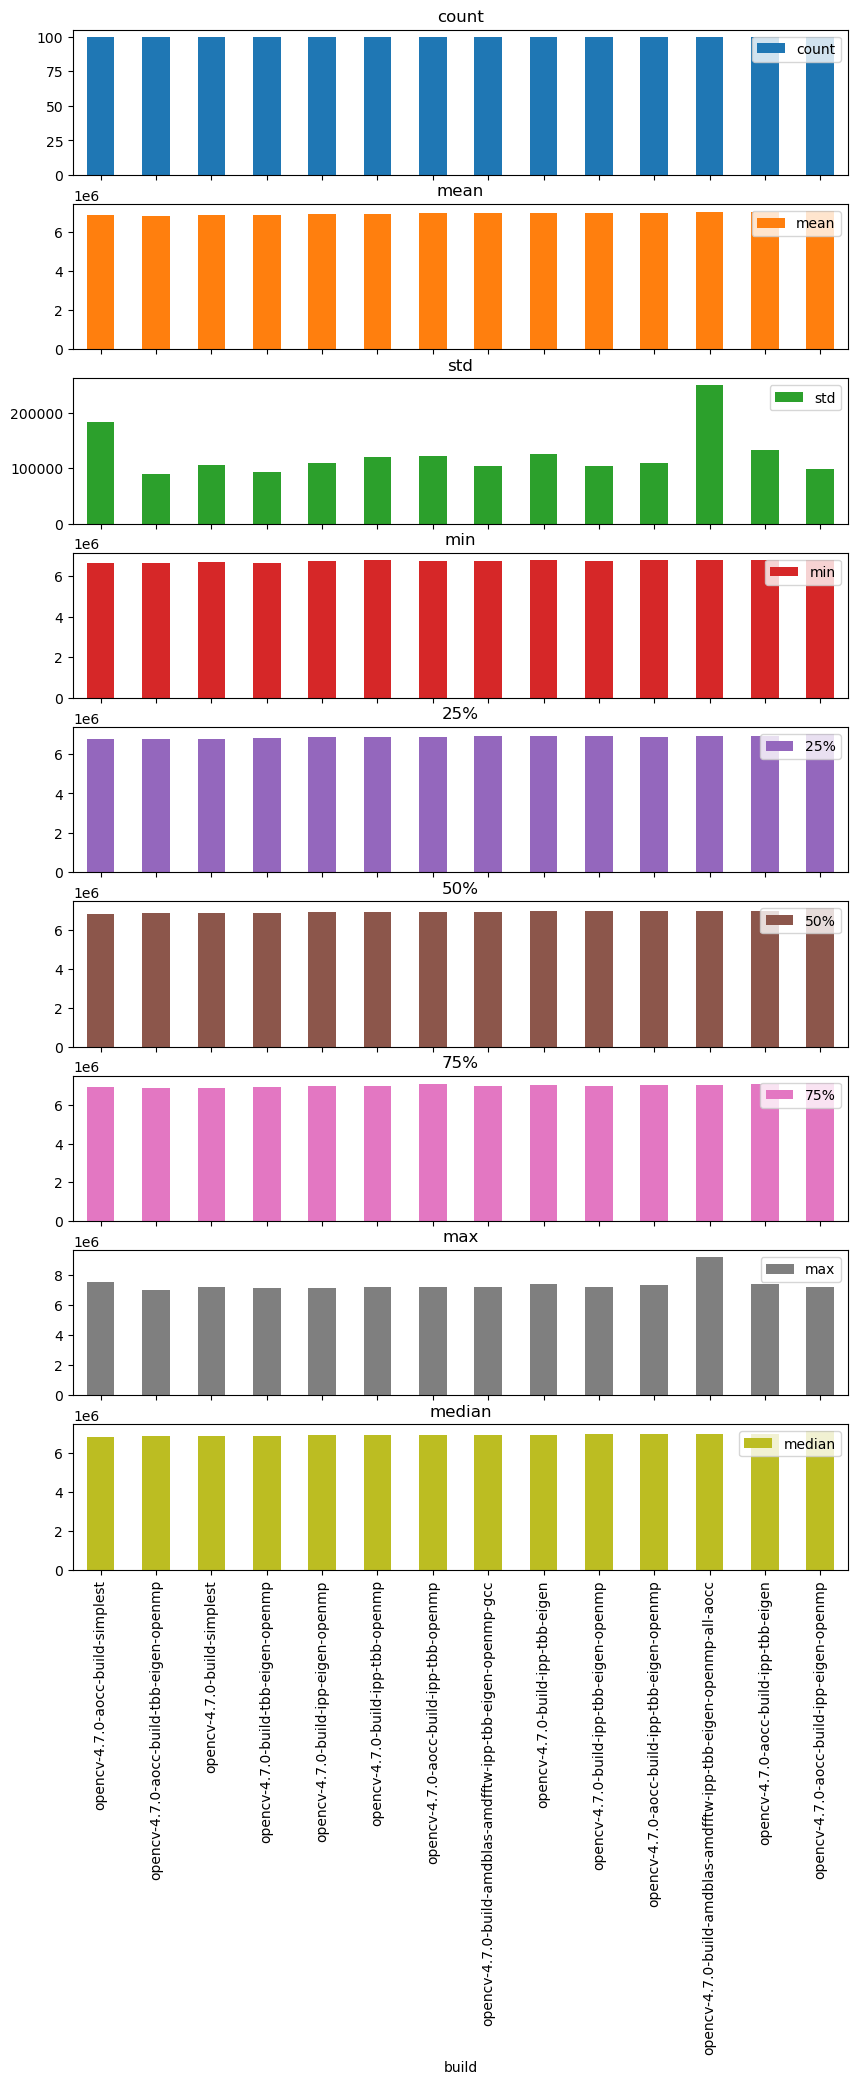 count
100
75
50
25
0
count
mean
1e6
6
4
2
0
mean
std
200000
100000
0
std
min
1e6
6
4
2
0
min
25%
1e6
6
4
2
0
25%
50%
1e6
6
4
2
0
50%
75%
1e6
6
4
2
0
75%
max
1e6
8
6
4
2
0
max
median
1e6
6
4
2
0
median
opencv-4.7.0-aocc-build-simplest
opencv-4.7.0-aocc-build-tbb-eigen-openmp
opencv-4.7.0-build-simplest
opencv-4.7.0-build-tbb-eigen-openmp
opencv-4.7.0-build-ipp-eigen-openmp
opencv-4.7.0-build-ipp-tbb-openmp
opencv-4.7.0-aocc-build-ipp-tbb-openmp
opencv-4.7.0-build-amdblas-amdfftw-ipp-tbb-eigen-openmp-gcc
opencv-4.7.0-build-ipp-tbb-eigen
opencv-4.7.0-build-ipp-tbb-eigen-openmp
opencv-4.7.0-aocc-build-ipp-tbb-eigen-openmp
opencv-4.7.0-build-amdblas-amdfftw-ipp-tbb-eigen-openmp-all-aocc
opencv-4.7.0-aocc-build-ipp-tbb-eigen
opencv-4.7.0-aocc-build-ipp-eigen-openmp
build